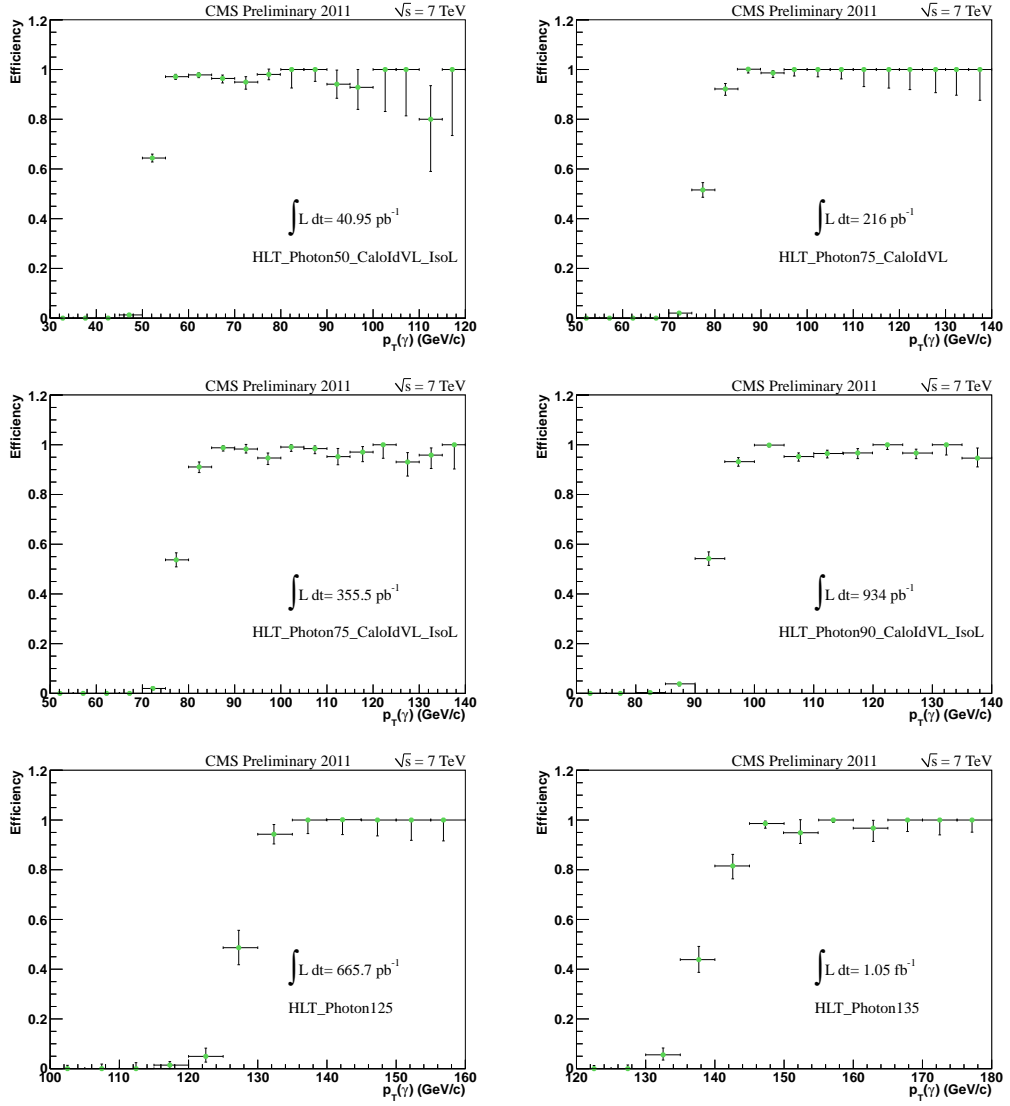 CMS Preliminary 2011 √s = 7 TeV
Efficiency
1.2
1
0.8
0.6
0.4
0.2
0
∫ L dt= 40.95 pb-1
HLT_Photon50_CaloIdVL_IsoL
30 40 50 60 70 80 90 100 110 120
pT(γ) (GeV/c)
CMS Preliminary 2011 √s = 7 TeV
Efficiency
1.2
1
0.8
0.6
0.4
0.2
0
∫ L dt= 216 pb-1
HLT_Photon75_CaloIdVL
50 60 70 80 90 100 110 120 130 140
pT(γ) (GeV/c)
CMS Preliminary 2011 √s = 7 TeV
Efficiency
1.2
1
0.8
0.6
0.4
0.2
0
∫ L dt= 355.5 pb-1
HLT_Photon75_CaloIdVL_IsoL
50 60 70 80 90 100 110 120 130 140
pT(γ) (GeV/c)
CMS Preliminary 2011 √s = 7 TeV
Efficiency
1.2
1
0.8
0.6
0.4
0.2
0
∫ L dt= 934 pb-1
HLT_Photon90_CaloIdVL_IsoL
70 80 90 100 110 120 130 140
pT(γ) (GeV/c)
CMS Preliminary 2011 √s = 7 TeV
Efficiency
1.2
1
0.8
0.6
0.4
0.2
0
∫ L dt= 665.7 pb-1
HLT_Photon125
100 110 120 130 140 150 160
pT(γ) (GeV/c)
CMS Preliminary 2011 √s = 7 TeV
Efficiency
1.2
1
0.8
0.6
0.4
0.2
0
∫ L dt= 1.05 fb-1
HLT_Photon135
120 130 140 150 160 170 180
pT(γ) (GeV/c)